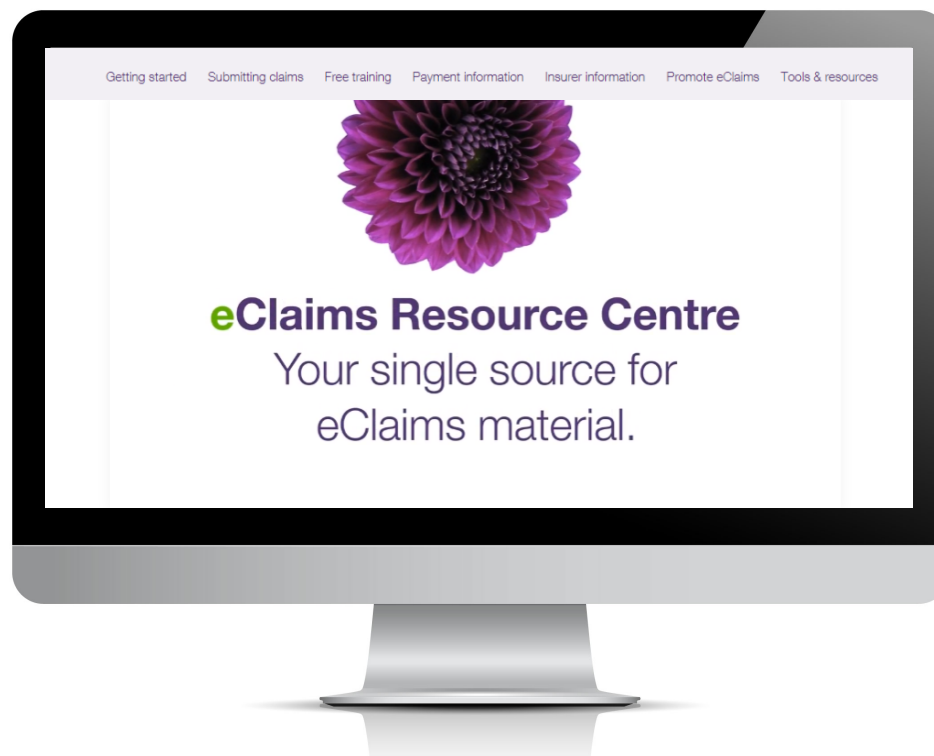 Getting started Submitting claims Free training Payment information Insurer information Promote eClaims Tools & resources
eClaims Resource Centre
Your single source for
eClaims material.